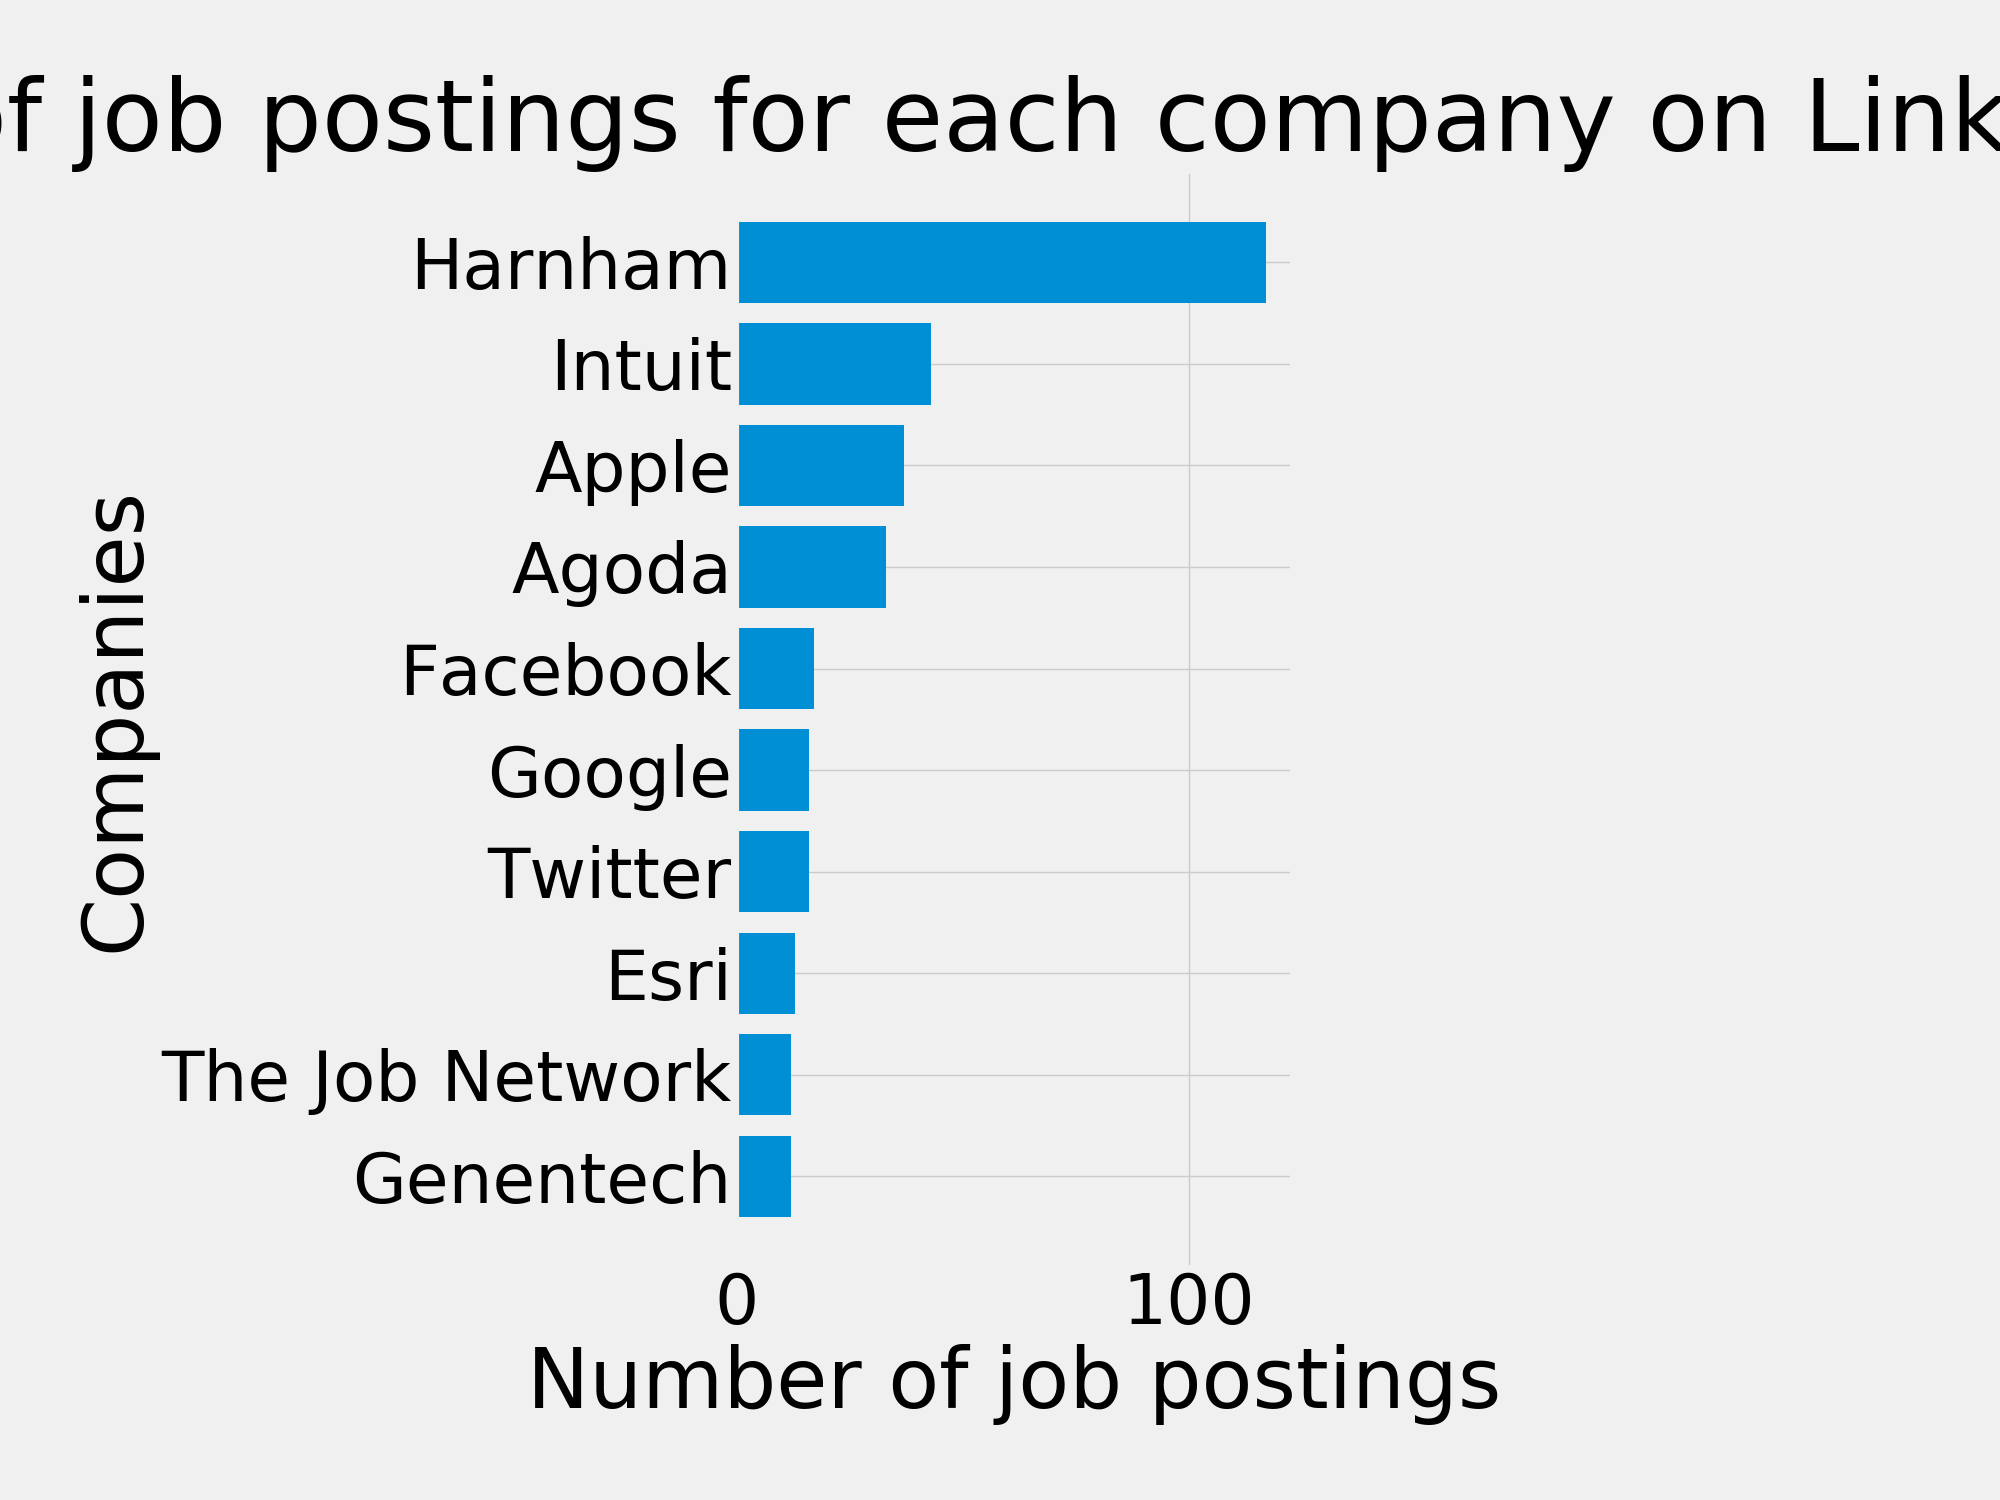 of job postings for each company on Link
Harnham
Intuit
Apple
Agoda
Facebook
Google
Twitter
Esri
The Job Network
Genentech
Companies
0 100
Number of job postings